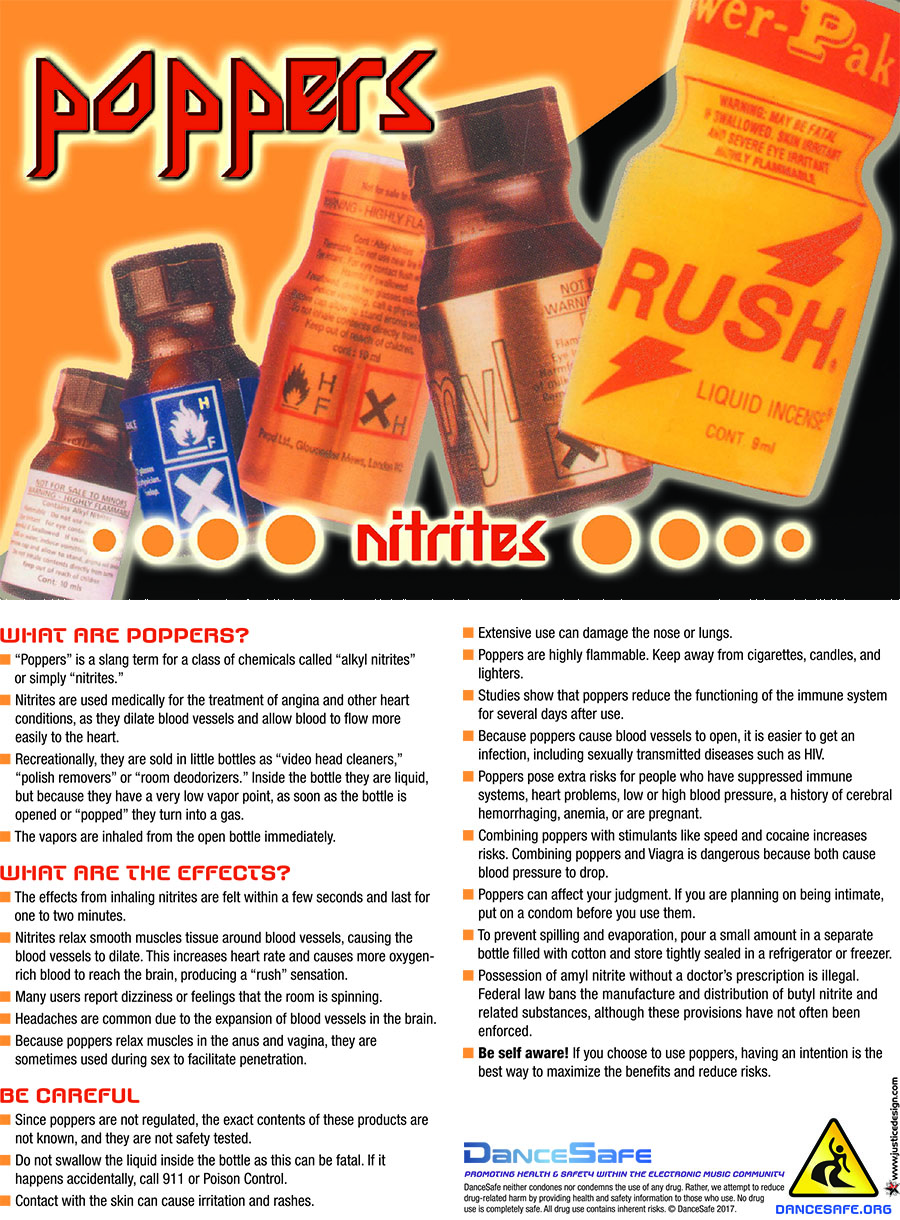 poppers
wer-Pak
WARNING: MAY BE FATAL
IF SWALLOWED. SKIN IRRITANT
AND SEVERE EYE IRRITANT
HIGHLY FLAMMABLE
RUSH®
LIQUID INCENSE®
CONT 9ml
Not for sale to
WARNING - HIGHLY FLA
Cont: Alkyl Nitrites
Keep out of reach of children.
cont: 10 ml
H
F
H
Prod Ltd., Gloucester Mews, London W2
NOT
WARNIN
Flam
Eye
Harmf
myl
H
F
NOT FOR SALE TO MINORS
WARNING - HIGHLY FLAMMABLE
Contains Alkyl Nitrites
keep out of reach of children
Cont: 10 mls
nitrites
WHAT ARE POPPERS?
“Poppers” is a slang term for a class of chemicals called “alkyl nitrites”
or simply “nitrites.”
Nitrites are used medically for the treatment of angina and other heart
conditions, as they dilate blood vessels and allow blood to flow more
easily to the heart.
Recreationally, they are sold in little bottles as “video head cleaners,”
“polish removers” or “room deodorizers.” Inside the bottle they are liquid,
but because they have a very low vapor point, as soon as the bottle is
opened or “popped” they turn into a gas.
The vapors are inhaled from the open bottle immediately.
WHAT ARE THE EFFECTS?
The effects from inhaling nitrites are felt within a few seconds and last for
one to two minutes.
Nitrites relax smooth muscles tissue around blood vessels, causing the
blood vessels to dilate. This increases heart rate and causes more oxygen-
rich blood to reach the brain, producing a “rush” sensation.
Many users report dizziness or feelings that the room is spinning.
Headaches are common due to the expansion of blood vessels in the brain.
Because poppers relax muscles in the anus and vagina, they are
sometimes used during sex to facilitate penetration.
BE CAREFUL
Since poppers are not regulated, the exact contents of these products are
not known, and they are not safety tested.
Do not swallow the liquid inside the bottle as this can be fatal. If it
happens accidentally, call 911 or Poison Control.
Contact with the skin can cause irritation and rashes.
Extensive use can damage the nose or lungs.
Poppers are highly flammable. Keep away from cigarettes, candles, and
lighters.
Studies show that poppers reduce the functioning of the immune system
for several days after use.
Because poppers cause blood vessels to open, it is easier to get an
infection, including sexually transmitted diseases such as HIV.
Poppers pose extra risks for people who have suppressed immune
systems, heart problems, low or high blood pressure, a history of cerebral
hemorrhaging, anemia, or are pregnant.
Combining poppers with stimulants like speed and cocaine increases
risks. Combining poppers and Viagra is dangerous because both cause
blood pressure to drop.
Poppers can affect your judgment. If you are planning on being intimate,
put on a condom before you use them.
To prevent spilling and evaporation, pour a small amount in a separate
bottle filled with cotton and store tightly sealed in a refrigerator or freezer.
Possession of amyl nitrite without a doctor’s prescription is illegal.
Federal law bans the manufacture and distribution of butyl nitrite and
related substances, although these provisions have not often been
enforced.
Be self aware! If you choose to use poppers, having an intention is the
best way to maximize the benefits and reduce risks.
DanceSafe
PROMOTING HEALTH & SAFETY WITHIN THE ELECTRONIC MUSIC COMMUNITY
DanceSafe neither condones nor condemns the use of any drug. Rather, we attempt to reduce
drug-related harm by providing health and safety information to those who use. No drug
use is completely safe. All drug use contains inherent risks. © DanceSafe 2017.
DANCESAFE.ORG
www.justicedesign.com